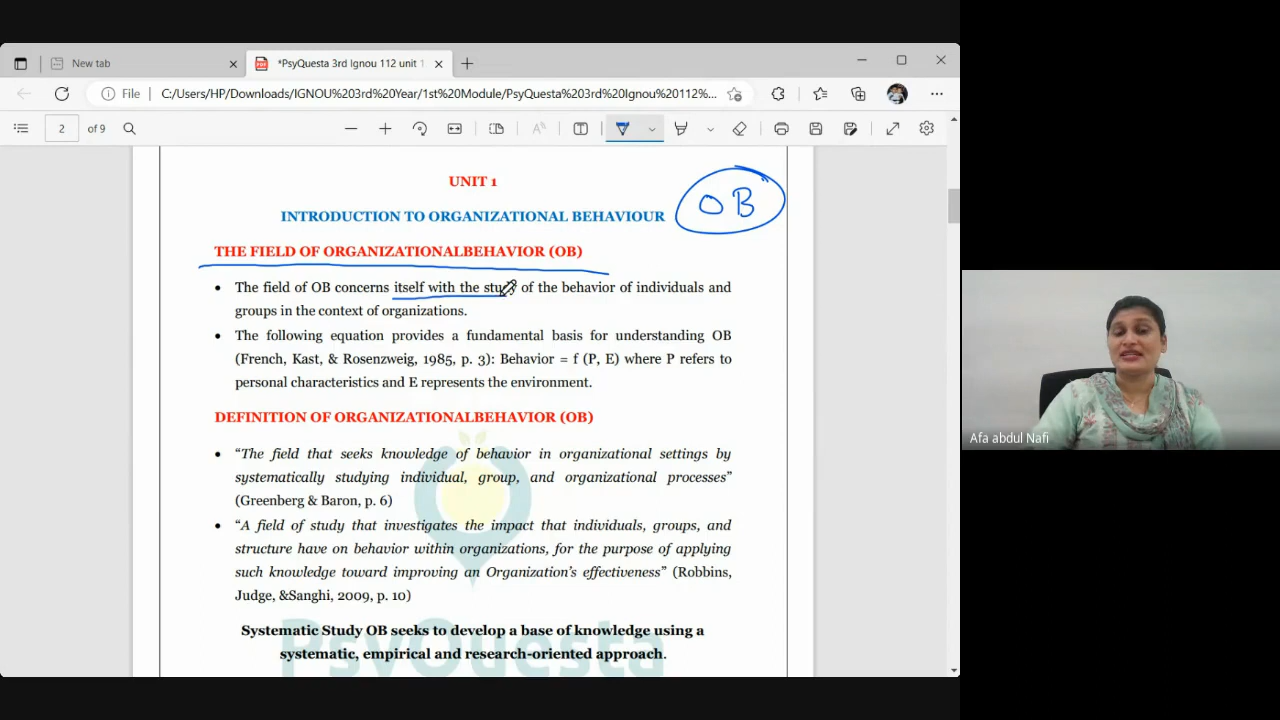 New tab
*PsyQuesta 3rd Ignou 112 unit 1
File
C:/Users/HP/Downloads/IGNOU%203rd%20Year/1st%20Module/PsyQuesta%203rd%20Ignou%20112%...
2 of 9
UNIT 1
INTRODUCTION TO ORGANIZATIONAL BEHAVIOUR
OB
THE FIELD OF ORGANIZATIONALBEHAVIOR (OB)
• The field of OB concerns itself with the study of the behavior of individuals and
groups in the context of organizations.
• The following equation provides a fundamental basis for understanding OB
(French, Kast, & Rosenzweig, 1985, p. 3): Behavior = f (P, E) where P refers to
personal characteristics and E represents the environment.
DEFINITION OF ORGANIZATIONALBEHAVIOR (OB)
• “The field that seeks knowledge of behavior in organizational settings by
systematically studying individual, group, and organizational processes”
(Greenberg & Baron, p. 6)
• “A field of study that investigates the impact that individuals, groups, and
structure have on behavior within organizations, for the purpose of applying
such knowledge toward improving an Organization’s effectiveness” (Robbins,
Judge, &Sanghi, 2009, p. 10)
Systematic Study OB seeks to develop a base of knowledge using a
systematic, empirical and research-oriented approach.
PsyQuesta
Afa abdul Nafi